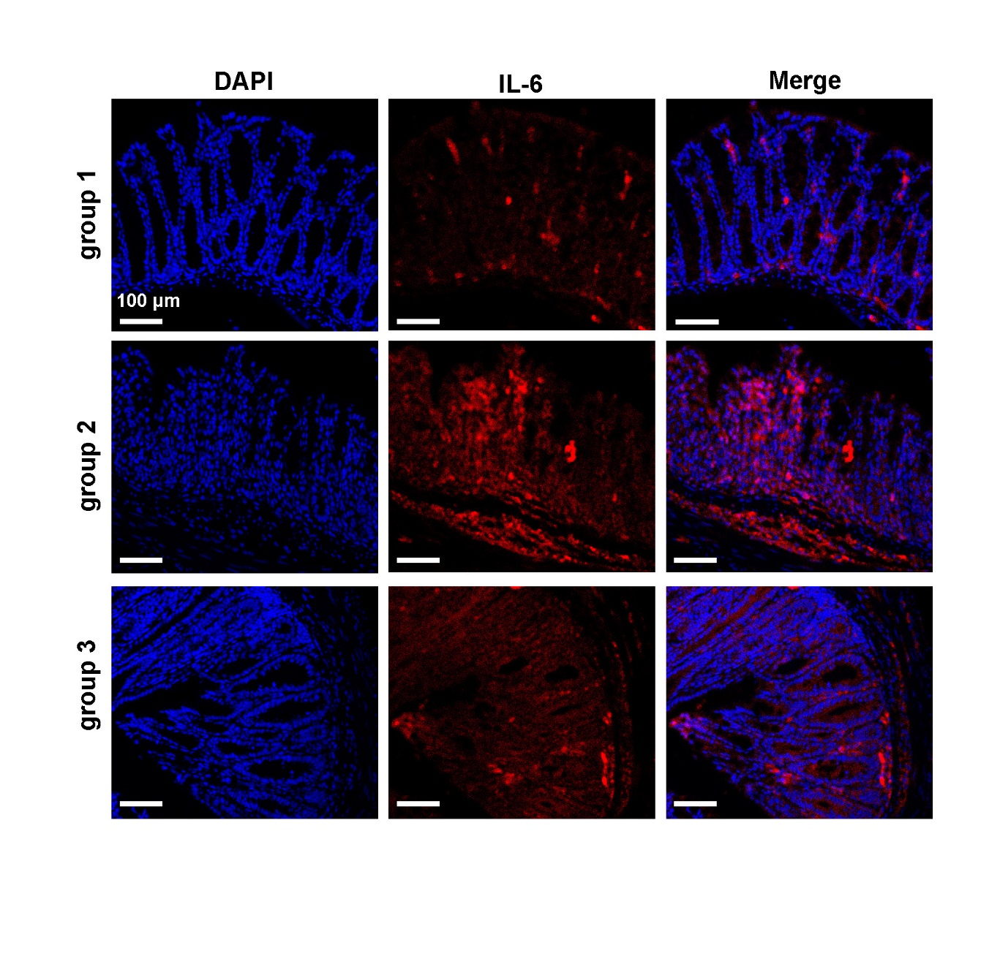 DAPI
IL-6
Merge
group 1
100 µm
group 2
group 3